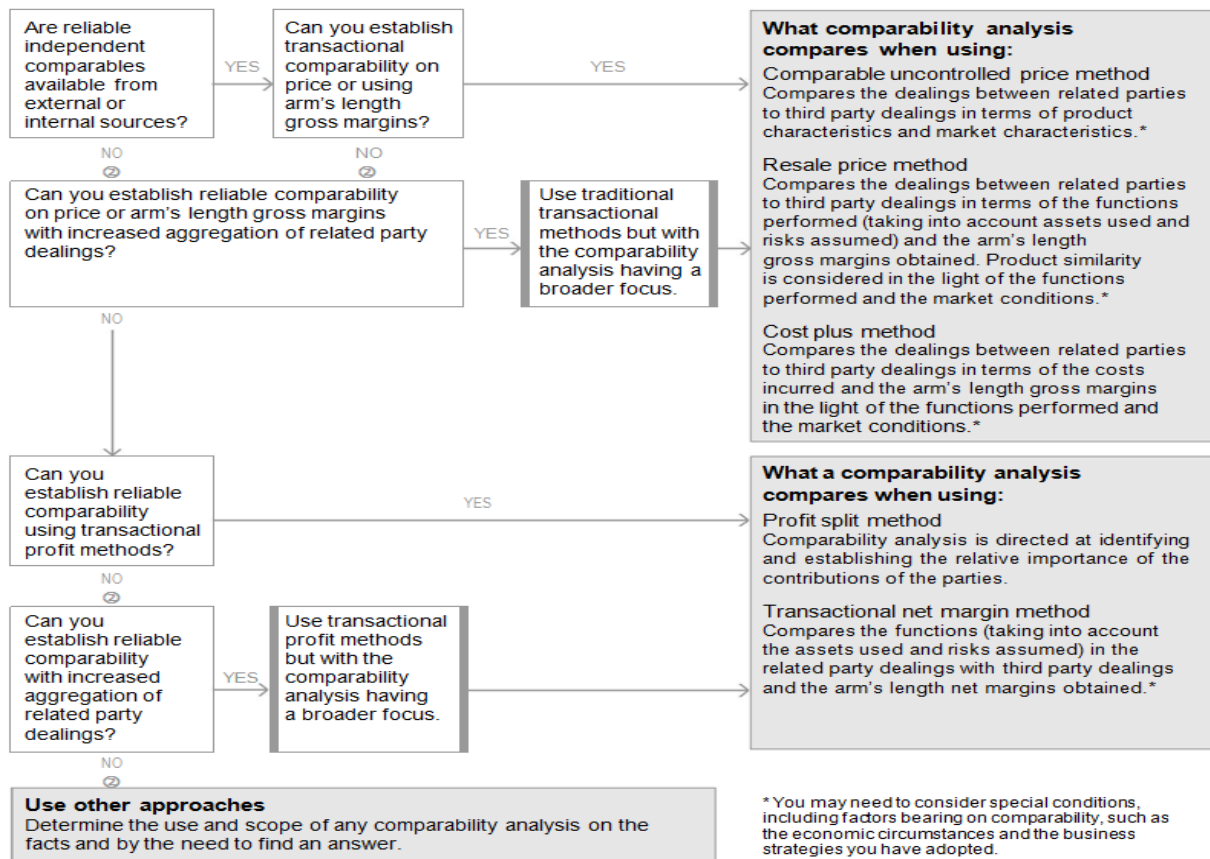 Are reliable
independent
comparables
available from
external or
internal sources?
YES
Can you establish
transactional
comparability on
price or using
arm's length
gross margins?
YES
NO
②
NO
②
Can you establish reliable comparability
on price or arm's length gross margins
with increased aggregation of related party
dealings?
YES
Use traditional
transactional
methods but with
the comparability
analysis having a
broader focus.
What comparability analysis
compares when using:
Comparable uncontrolled price method
Compares the dealings between related parties
to third party dealings in terms of product
characteristics and market characteristics.*
Resale price method
Compares the dealings between related parties
to third party dealings in terms of the functions
performed (taking into account assets used and
risks assumed) and the arm's length
gross margins obtained. Product similarity
is considered in the light of the functions
performed and the market conditions.*
Cost plus method
Compares the dealings between related parties
to third party dealings in terms of the costs
incurred and the arm's length gross margins
in the light of the functions performed and
the market conditions.*
NO
Can you
establish reliable
comparability
using transactional
profit methods?
YES
NO
②
Can you
establish reliable
comparability
with increased
aggregation of
related party
dealings?
YES
Use transactional
profit methods
but with the
comparability
analysis having
a broader focus.
What a comparability analysis
compares when using:
Profit split method
Comparability analysis is directed at identifying
and establishing the relative importance of the
contributions of the parties.
Transactional net margin method
Compares the functions (taking into account
the assets used and risks assumed) in the
related party dealings with third party dealings
and the arm's length net margins obtained.*
NO
②
Use other approaches
Determine the use and scope of any comparability analysis on the
facts and by the need to find an answer.
*You may need to consider special conditions,
including factors bearing on comparability, such as
the economic circumstances and the business
strategies you have adopted.